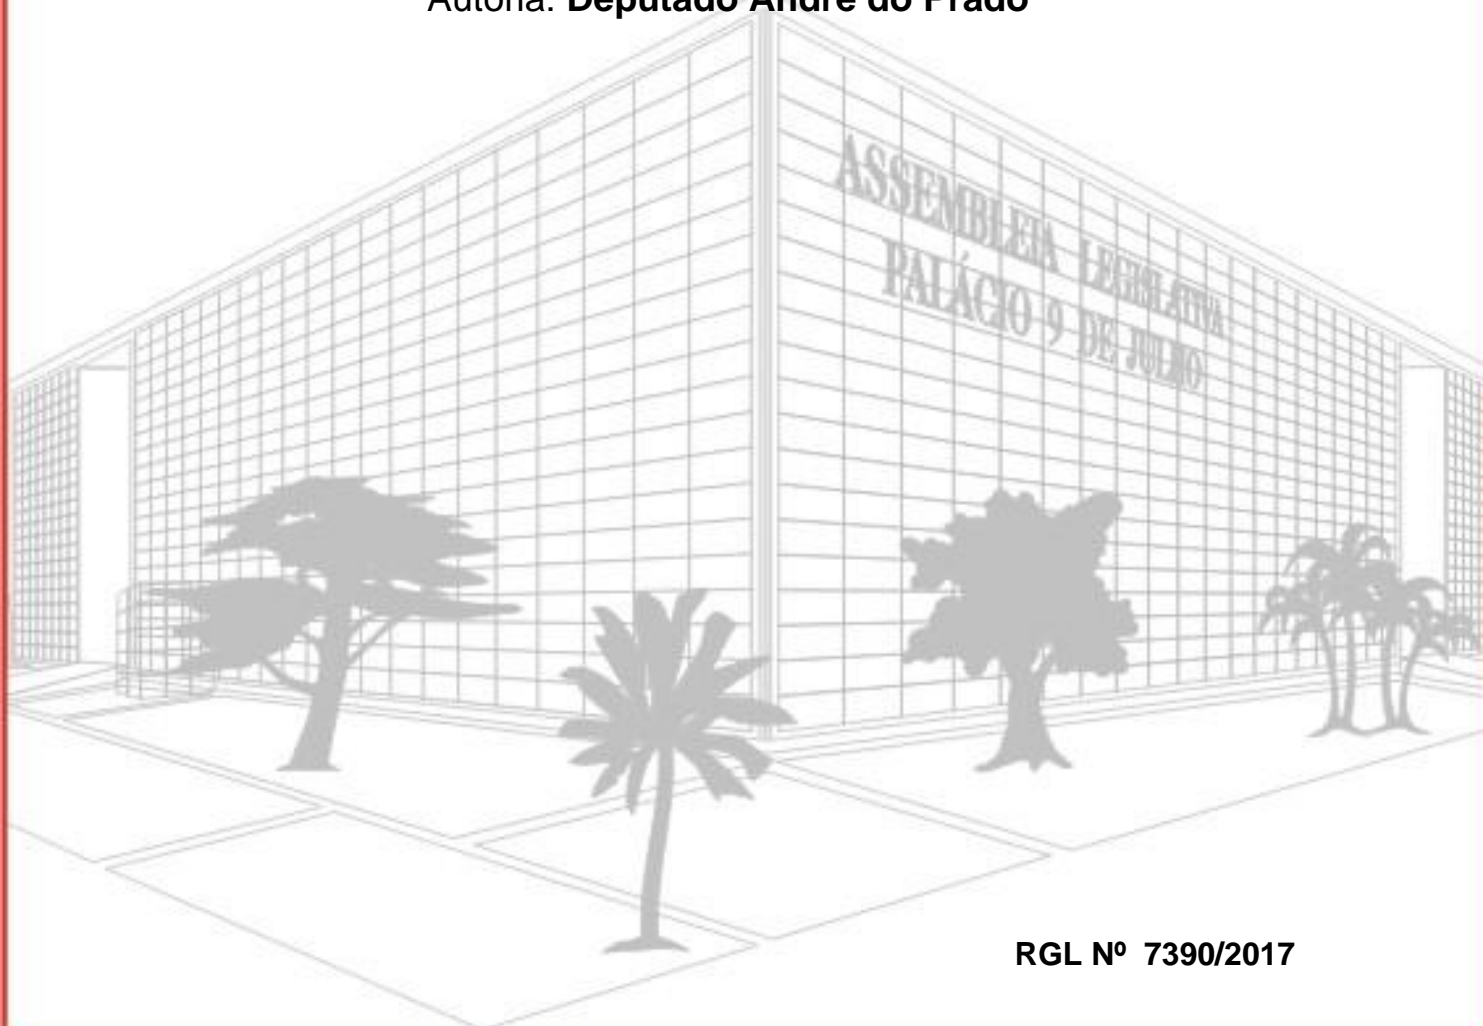 Autoria: Deputado André do Prado
ASSEMBLEIA LEGISLATIVA
PALÁCIO 9 DE JULHO
RGL Nº 7390/2017